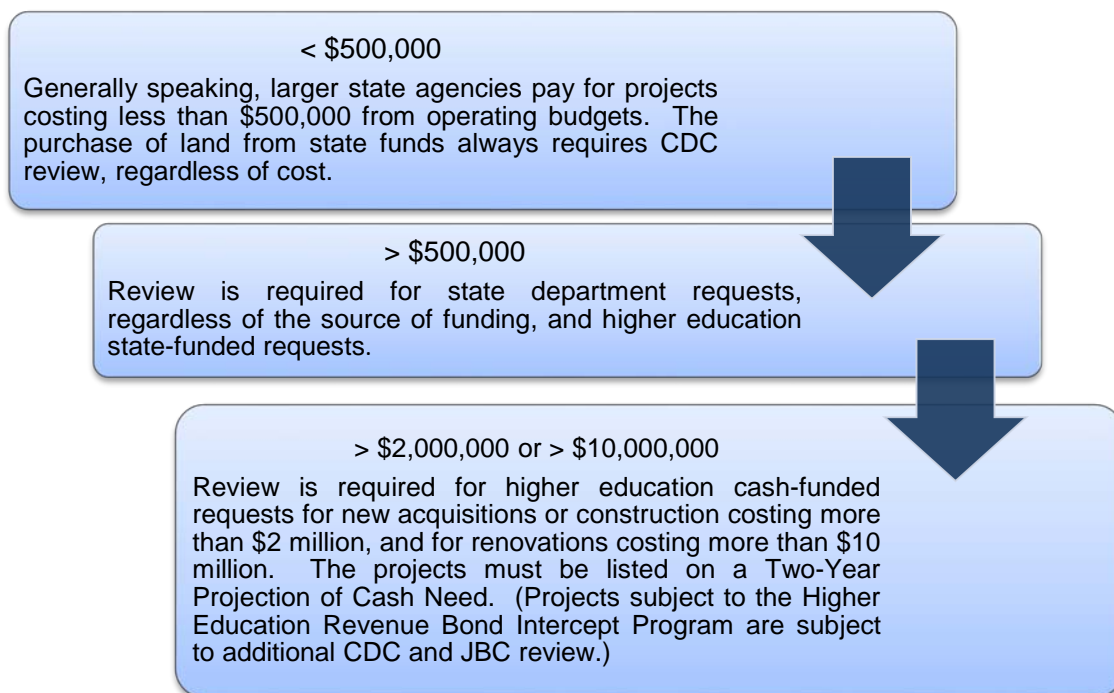 < $500,000
Generally speaking, larger state agencies pay for projects
costing less than $500,000 from operating budgets. The
purchase of land from state funds always requires CDC
review, regardless of cost.
> $500,000
Review is required for state department requests,
regardless of the source of funding, and higher education
state-funded requests.
> $2,000,000 or > $10,000,000
Review is required for higher education cash-funded
requests for new acquisitions or construction costing more
than $2 million, and for renovations costing more than $10
million. The projects must be listed on a Two-Year
Projection of Cash Need. (Projects subject to the Higher
Education Revenue Bond Intercept Program are subject
to additional CDC and JBC review.)